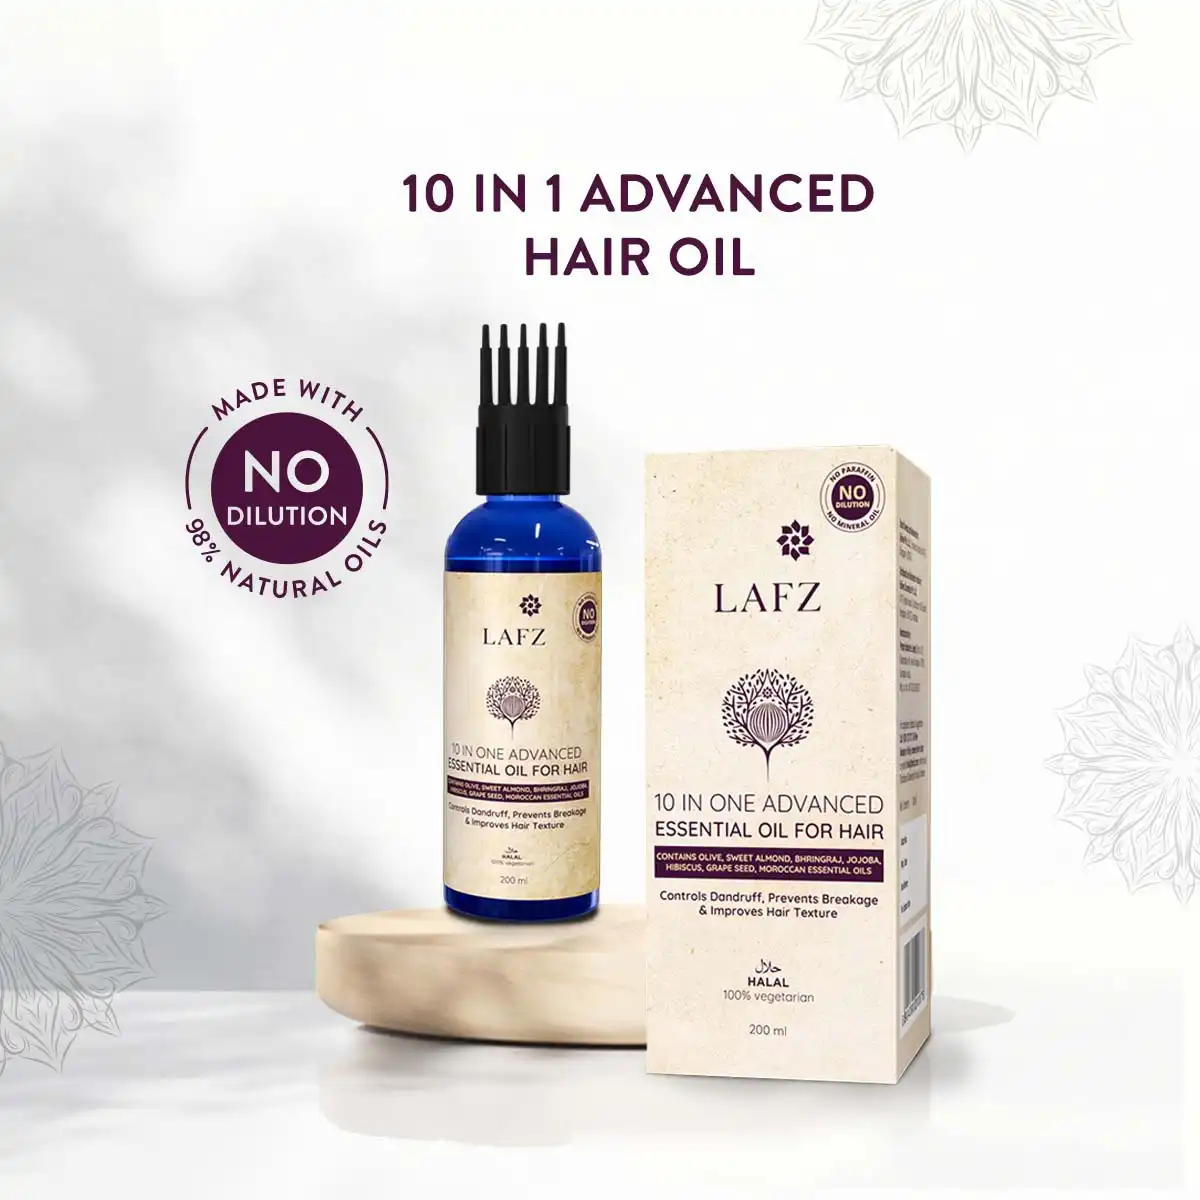 10 IN 1 ADVANCED
HAIR OIL
MADE WITH
NO
DILUTION
98% NATURAL OILS
LAFZ
NO
DILUTION
10 IN ONE ADVANCED
ESSENTIAL OIL FOR HAIR
CONTAINS OLIVE, SWEET ALMOND, BHRINGRAJ, JOJOBA,
HIBISCUS, GRAPE SEED, MOROCCAN ESSENTIAL OILS
Controls Dandruff, Prevents Breakage
& Improves Hair Texture
حلال
HALAL
100% vegetarian
200 ml
NO PARAFFIN
NO
DILUTION
NO MINERAL OIL
LAFZ
10 IN ONE ADVANCED
ESSENTIAL OIL FOR HAIR
CONTAINS OLIVE, SWEET ALMOND, BHRINGRAJ, JOJOBA,
HIBISCUS, GRAPE SEED, MOROCCAN ESSENTIAL OILS
Controls Dandruff, Prevents Breakage
& Improves Hair Texture
حلال
HALAL
100% vegetarian
200 ml